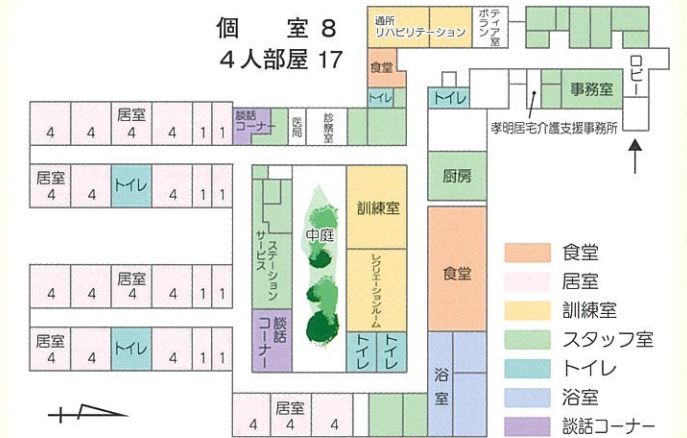 個　室 8
4人部屋 17
通所
リハビリテーション
ボランティア室
食堂
トイレ
トイレ
事務室
ロビー
孝明居宅介護支援事務所
居室
4 4 4 4 1 1
談話
コーナー
医局
診察室
居室
4 4 トイレ 4 1 1
厨房
訓練室
中庭
サービス
ステーション
レクリエーションルーム
食堂
居室
4 4 4 4 1 1
談話
コーナー
居室
4 4 トイレ 4 1 1
トイレ
トイレ
浴室
居室
4 4 4
食堂
居室
訓練室
スタッフ室
トイレ
浴室
談話コーナー